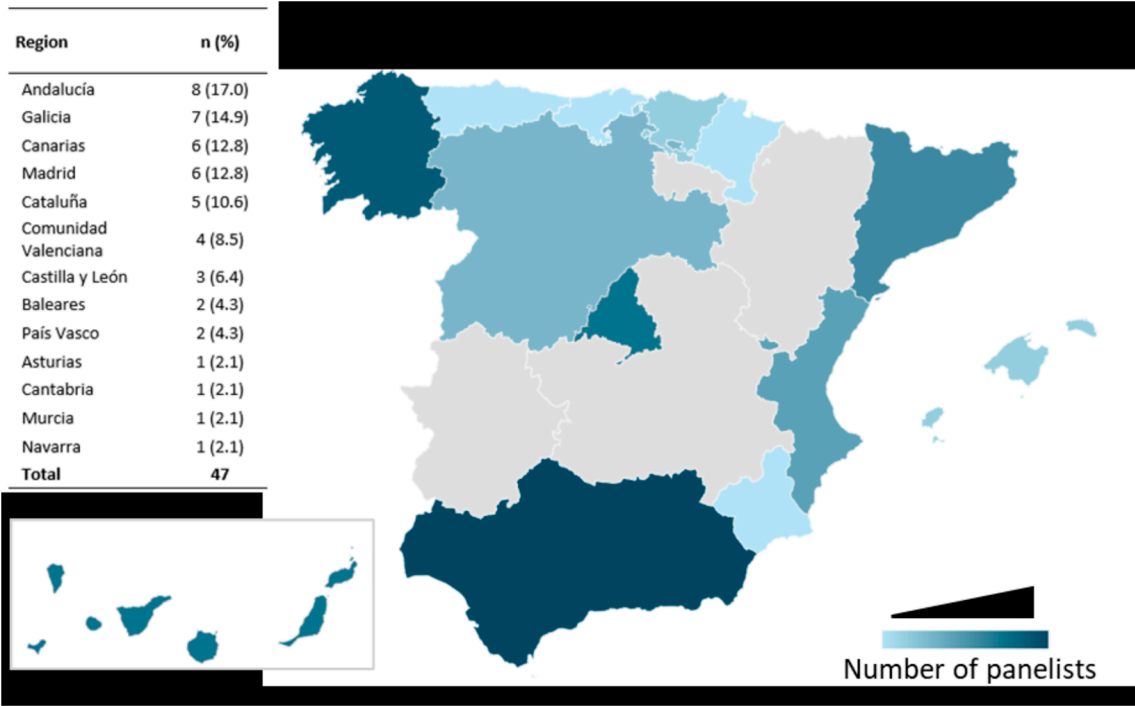 Region n (%)
Andalucía 8 (17.0)
Galicia 7 (14.9)
Canarias 6 (12.8)
Madrid 6 (12.8)
Cataluña 5 (10.6)
Comunidad
Valenciana 4 (8.5)
Castilla y León 3 (6.4)
Baleares 2 (4.3)
País Vasco 2 (4.3)
Asturias 1 (2.1)
Cantabria 1 (2.1)
Murcia 1 (2.1)
Navarra 1 (2.1)
Total 47
Number of panelists